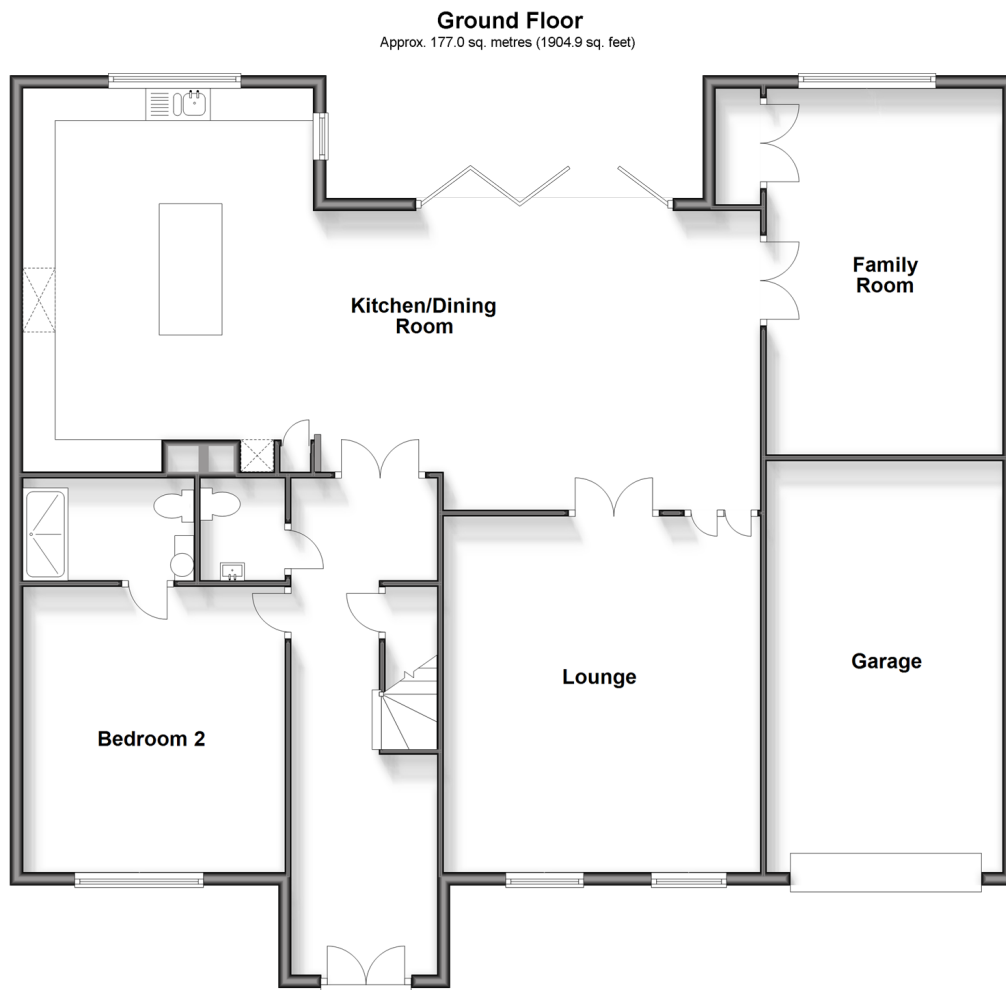 Ground Floor
Approx. 177.0 sq. metres (1904.9 sq. feet)
Family
Room
Kitchen/Dining
Room
Lounge
Garage
Bedroom 2